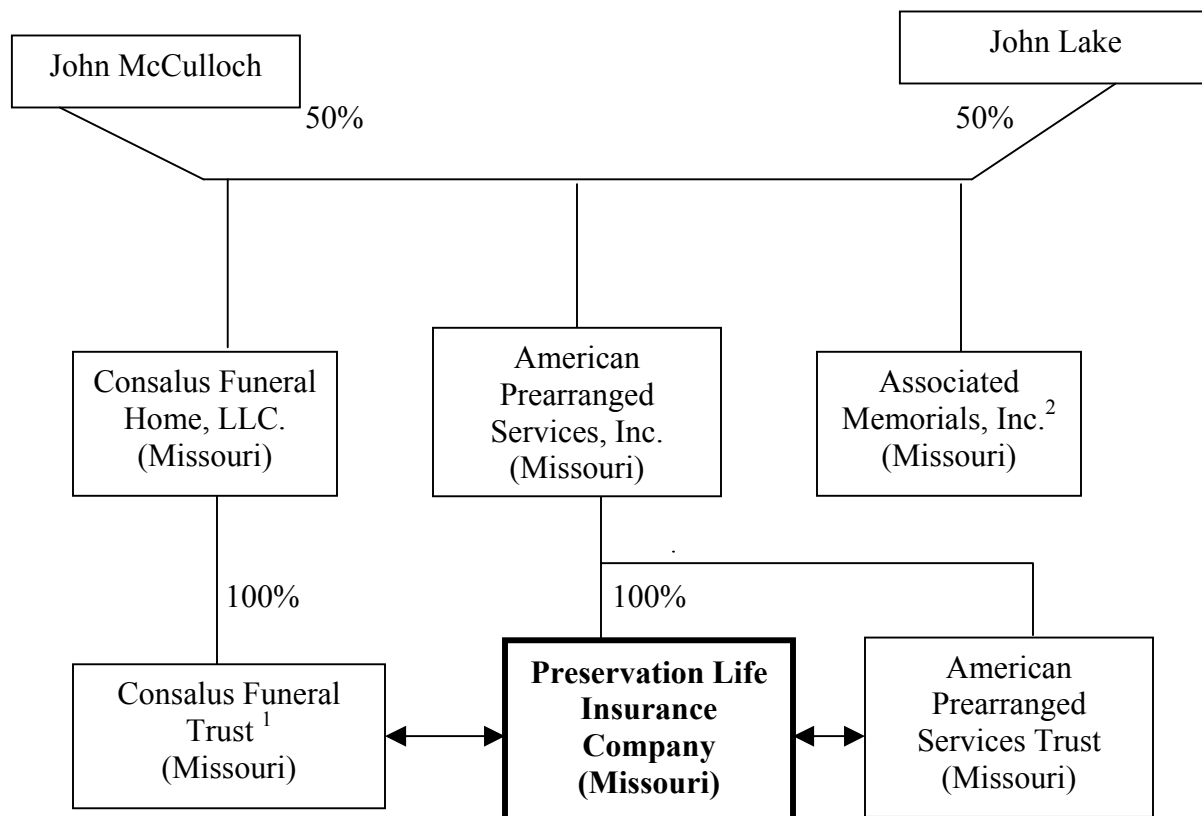 John McCulloch
John Lake
50%
50%
Consalus Funeral
Home, LLC.
(Missouri)
American
Prearranged
Services, Inc.
(Missouri)
Associated
Memorials, Inc.2
(Missouri)
100%
100%
Consalus Funeral
Trust 1
(Missouri)
Preservation Life
Insurance
Company
(Missouri)
American
Prearranged
Services Trust
(Missouri)